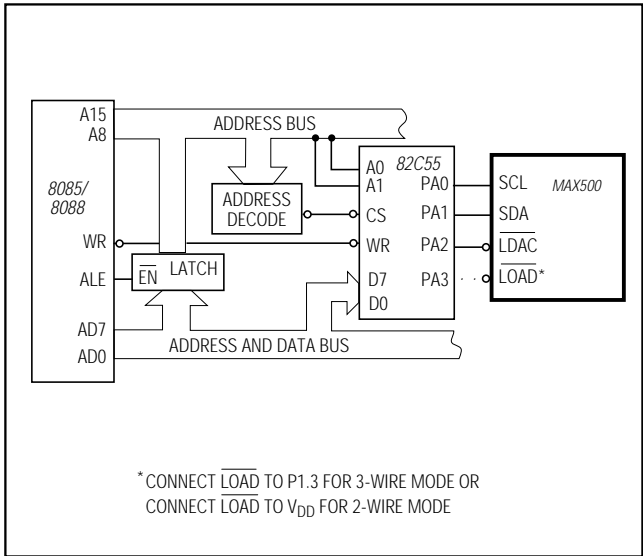 A15
A8
ADDRESS BUS
8085/
8088
ADDRESS
DECODE
WR
ALE
EN LATCH
AD7
AD0
ADDRESS AND DATA BUS
82C55
A0
A1
CS
WR
D7
D0
PA0
PA1
PA2
PA3
MAX500
SCL
SDA
LDAC
LOAD*
* CONNECT LOAD TO P1.3 FOR 3-WIRE MODE OR
CONNECT LOAD TO VDD FOR 2-WIRE MODE